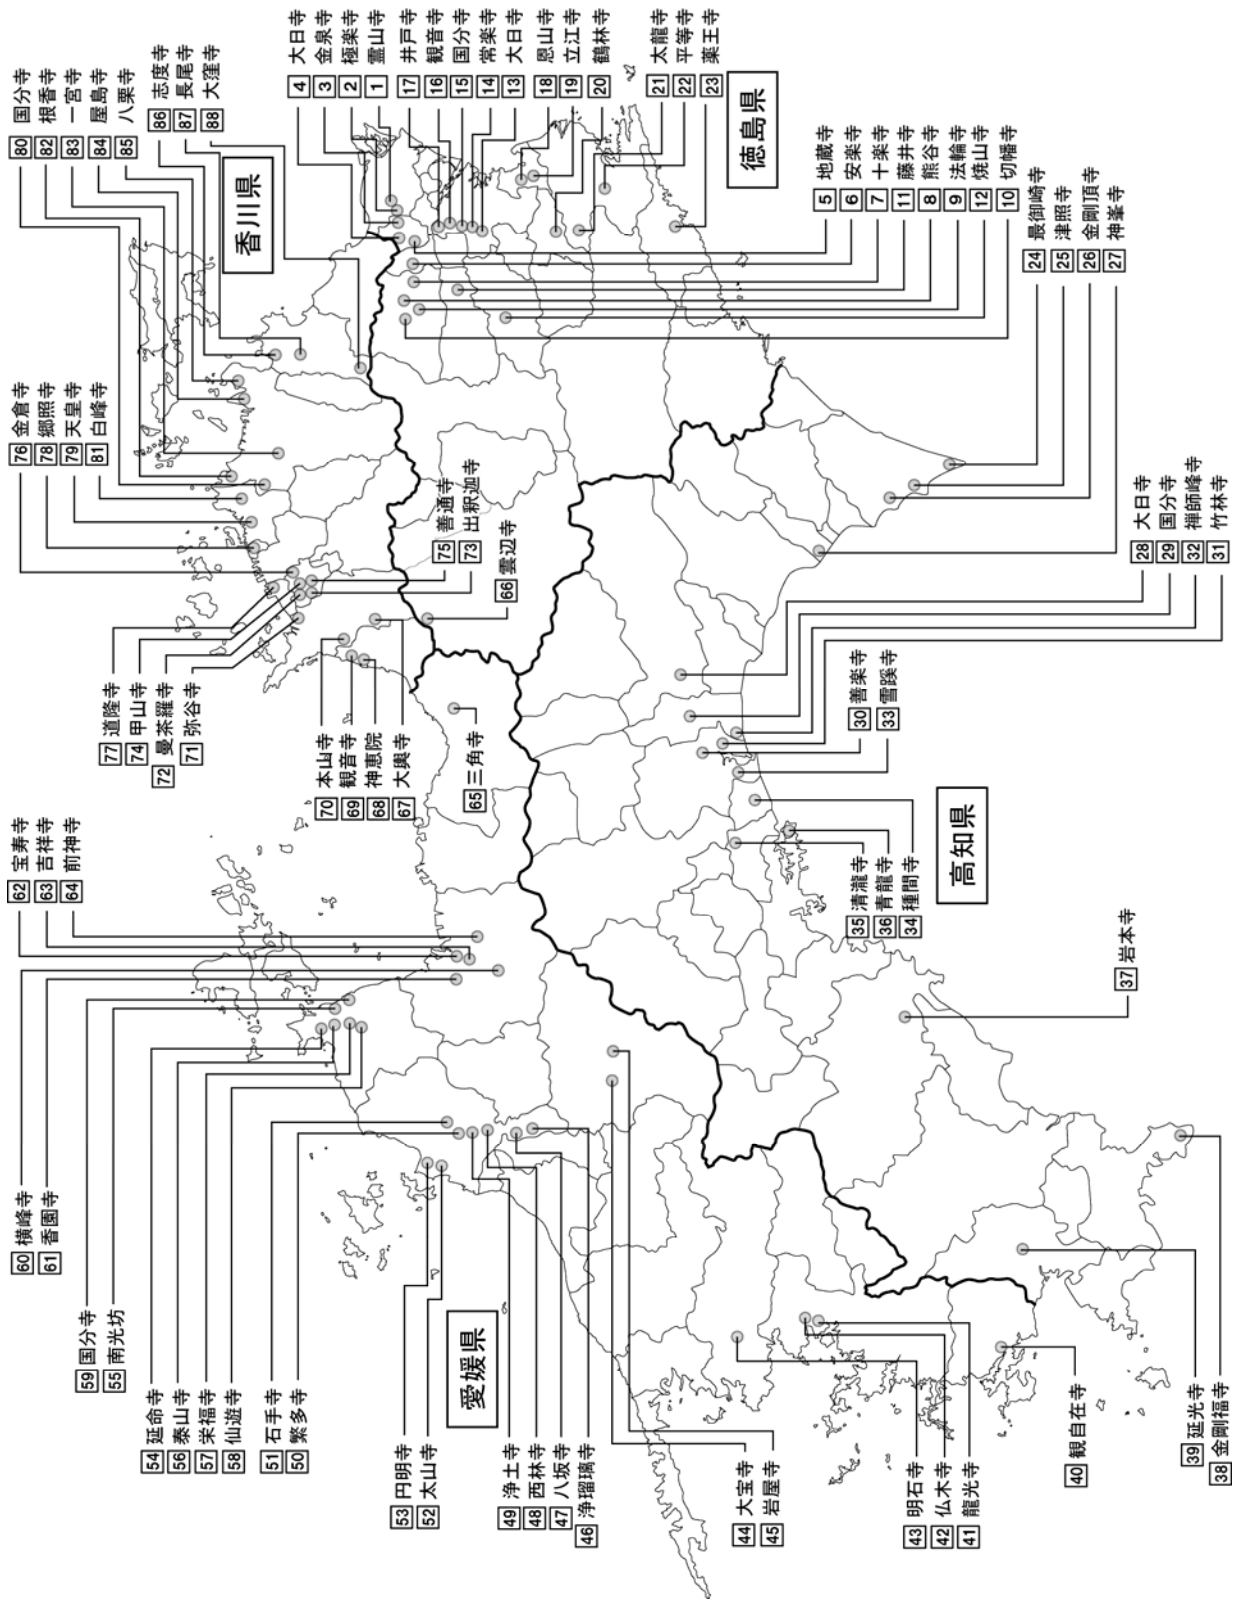 80 国分寺
82 根香寺
83 一宮寺
84 屋島寺
85 八栗寺
86 志度寺
87 長尾寺
88 大窪寺
香川県
4 大日寺
3 金泉寺
2 極楽寺
1 霊山寺
17 井戸寺
16 観音寺
15 国分寺
14 常楽寺
13 大日寺
18 恩山寺
19 立江寺
20 鶴林寺
21 太龍寺
22 平等寺
23 薬王寺
徳島県
5 地蔵寺
6 安楽寺
7 十楽寺
11 藤井寺
8 熊谷寺
9 法輪寺
12 焼山寺
10 切幡寺
24 最御崎寺
25 津照寺
26 金剛頂寺
27 神峯寺
76 金倉寺
78 郷照寺
79 天皇寺
81 白峰寺
75 善通寺
73 出釈迦寺
66 雲辺寺
28 大日寺
29 国分寺
32 禅師峰寺
31 竹林寺
77 道隆寺
74 甲山寺
72 曼荼羅寺
71 弥谷寺
70 本山寺
69 観音寺
68 神恵院
67 大興寺
65 三角寺
30 善楽寺
33 雪蹊寺
高知県
62 宝寿寺
63 吉祥寺
64 前神寺
35 清瀧寺
36 青龍寺
34 種間寺
37 岩本寺
60 横峰寺
61 香園寺
59 国分寺
55 南光坊
54 延命寺
56 泰山寺
57 栄福寺
58 仙遊寺
51 石手寺
50 繁多寺
愛媛県
53 円明寺
52 太山寺
49 浄土寺
48 西林寺
47 八坂寺
46 浄瑠璃寺
44 大宝寺
45 岩屋寺
43 明石寺
42 仏木寺
41 龍光寺
40 観自在寺
39 延光寺
38 金剛福寺